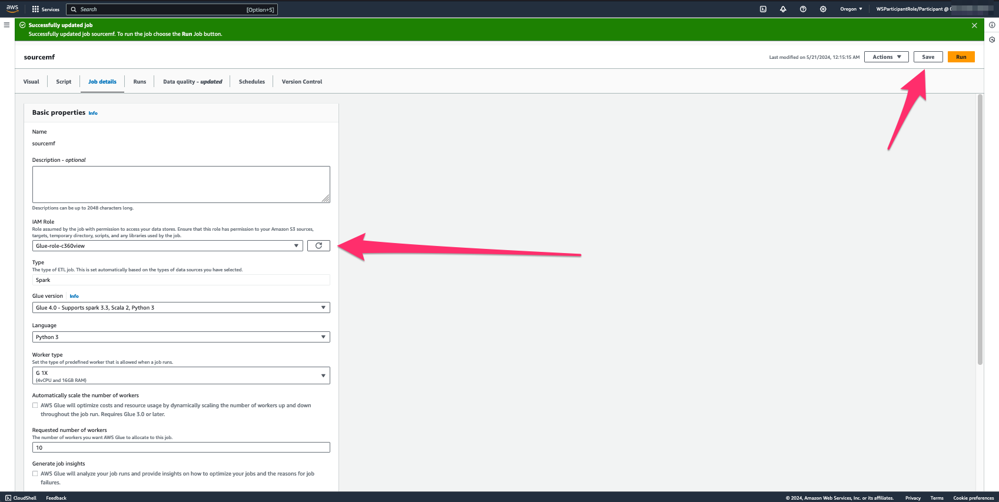 aws Services Search [Option+S] Oregon WSParticipantRole/Participant @
Successfully updated job
Successfully updated job sourcemf. To run the job choose the Run Job button.
sourcemf Last modified on 5/21/2024, 12:15:15 AM Actions Save Run
Visual Script Job details Runs Data quality - updated Schedules Version Control
Basic properties Info
Name
sourcemf
Description - optional
Descriptions can be up to 2048 characters long.
IAM Role
Role assumed by the job with permission to access your data stores. Ensure that this role has permission to your Amazon S3 sources,
targets, temporary directory, scripts, and any libraries used by the job.
Glue-role-c360view
Type
The type of ETL job. This is set automatically based on the types of data sources you have selected.
Spark
Glue version Info
Glue 4.0 - Supports spark 3.3, Scala 2, Python 3
Language
Python 3
Worker type
Set the type of predefined worker that is allowed when a job runs.
G 1X
(4vCPU and 16GB RAM)
Automatically scale the number of workers
AWS Glue will optimize costs and resource usage by dynamically scaling the number of workers up and down
throughout the job run. Requires Glue 3.0 or later.
Requested number of workers
The number of workers you want AWS Glue to allocate to this job.
10
Generate job insights
AWS Glue will analyze your job runs and provide insights on how to optimize your jobs and the reasons for job
failures.
CloudShell Feedback © 2024, Amazon Web Services, Inc. or its affiliates. Privacy Terms Cookie preferences